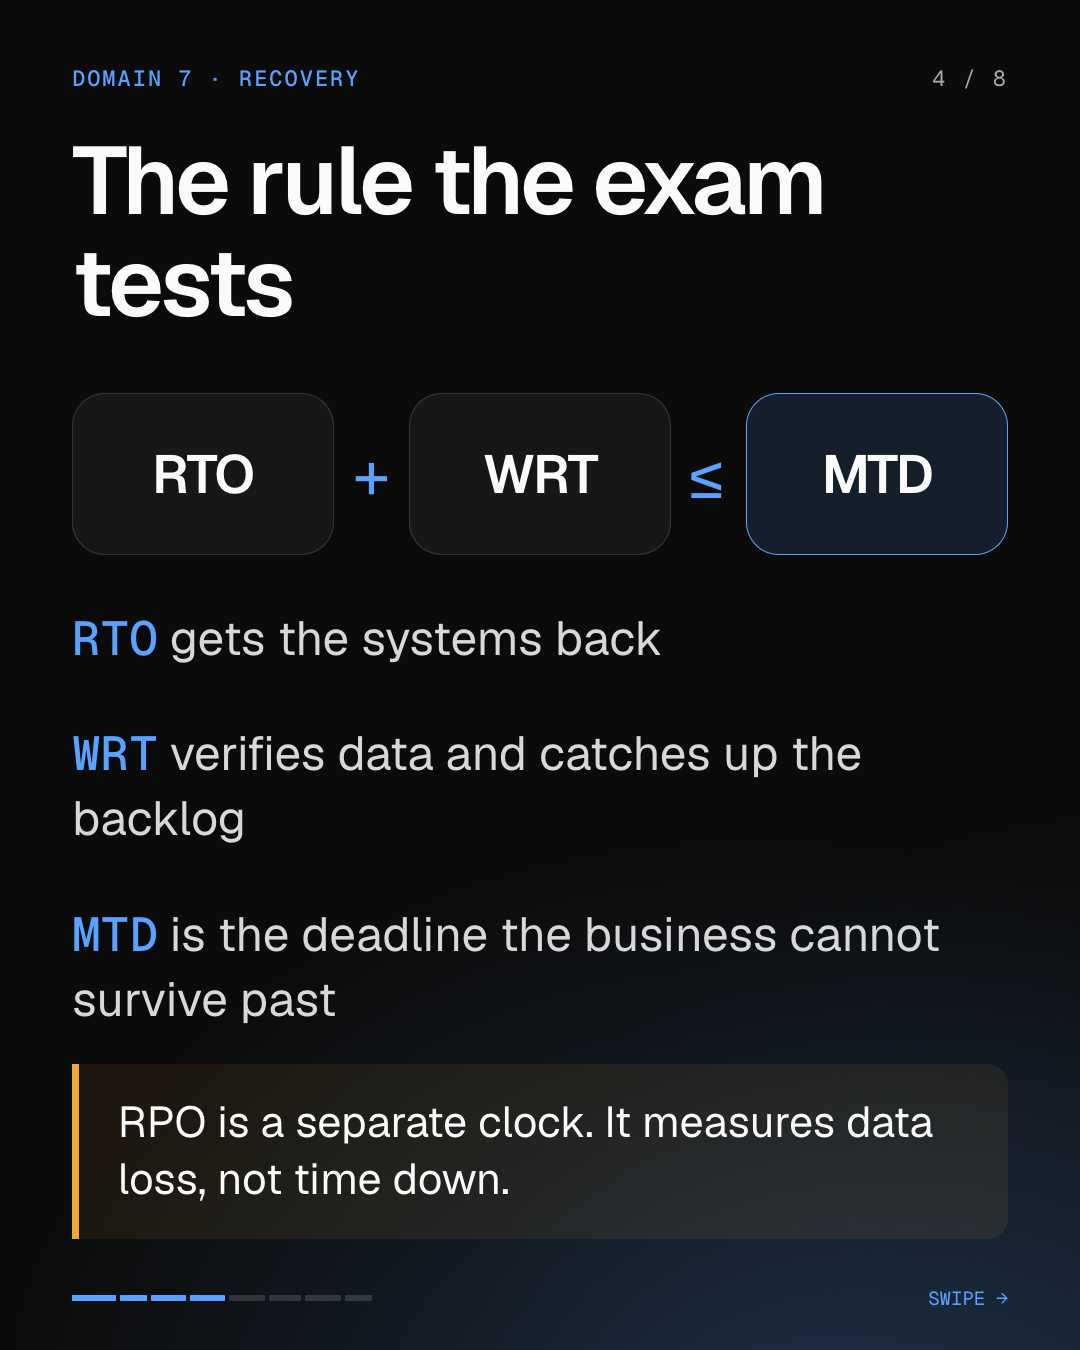 DOMAIN 7 · RECOVERY
4 / 8
The rule the exam
tests
RTO + WRT ≤ MTD
RTO gets the systems back
WRT verifies data and catches up the
backlog
MTD is the deadline the business cannot
survive past
RPO is a separate clock. It measures data
loss, not time down.
SWIPE →